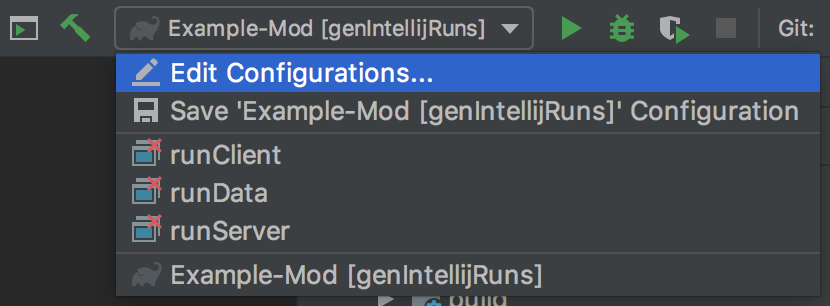 Example-Mod [genIntellijRuns]
Git:
Edit Configurations...
Save 'Example-Mod [genIntellijRuns]' Configuration
runClient
runData
runServer
Example-Mod [genIntellijRuns]
build